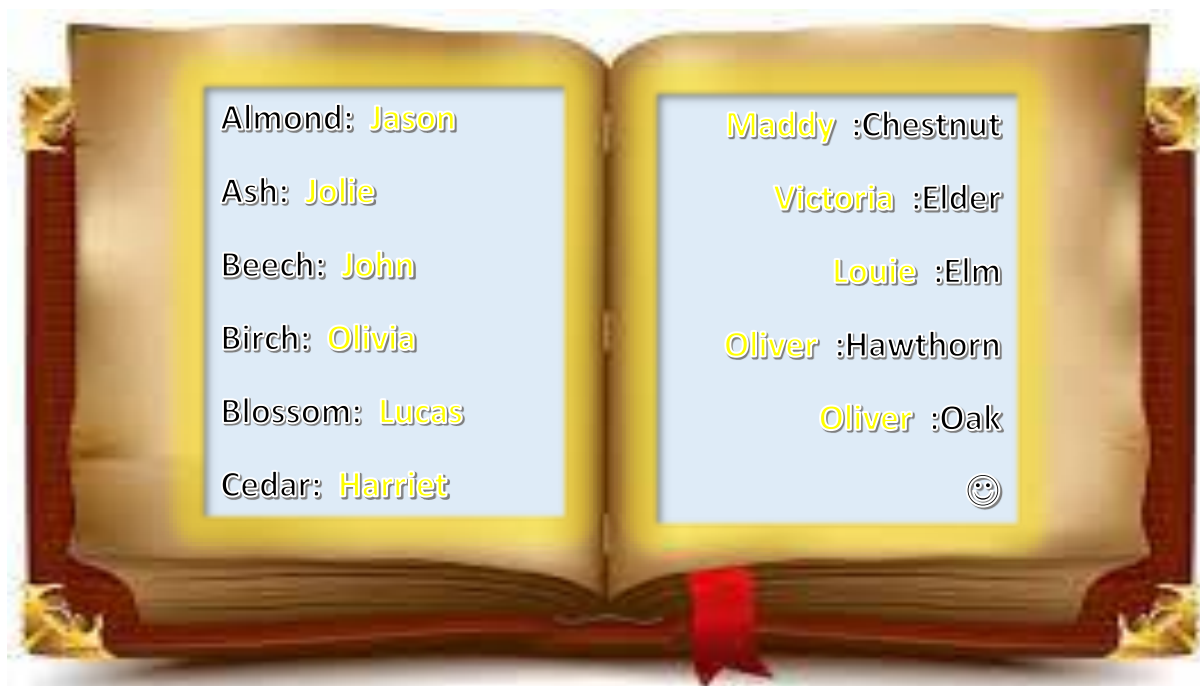 Almond: Jason
Ash: Jolie
Beech: John
Birch: Olivia
Blossom: Lucas
Cedar: Harriet
Maddy :Chestnut
Victoria :Elder
Louie :Elm
Oliver :Hawthorn
Oliver :Oak
☺